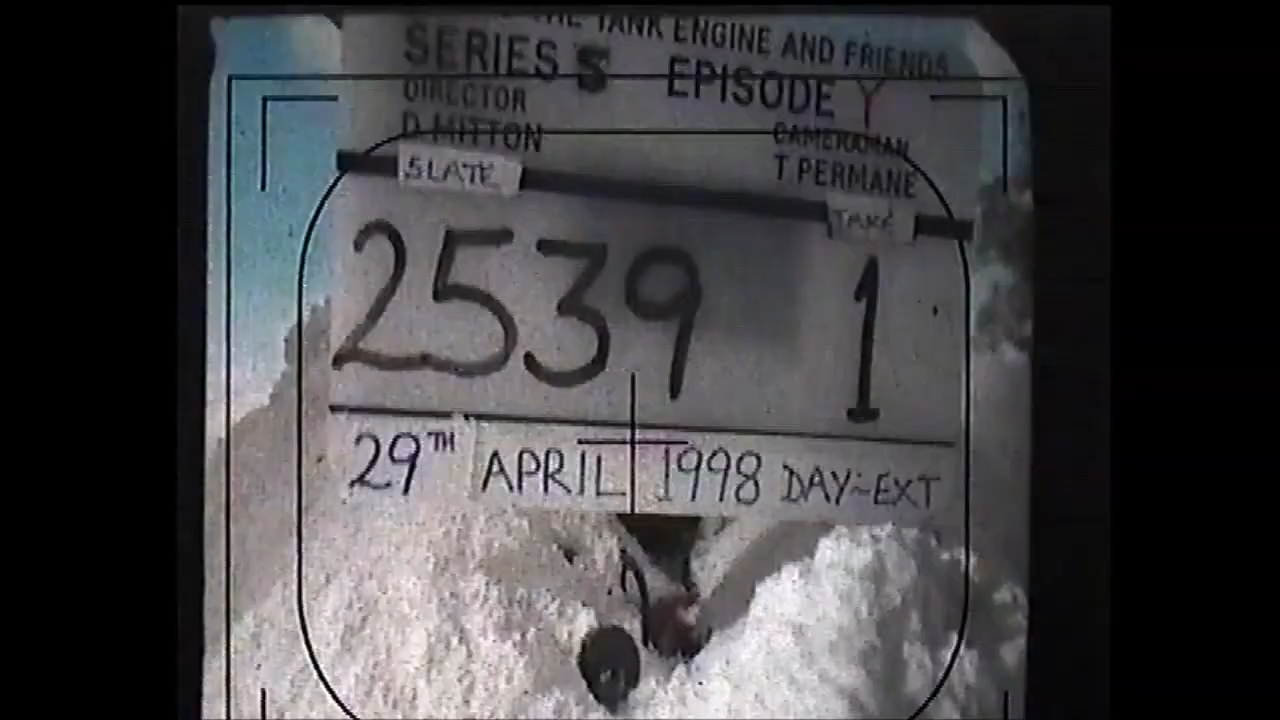 THE TANK ENGINE AND FRIENDS
SERIES 5 EPISODE Y
DIRECTOR
D. MITTON
CAMERAMAN
T PERMANE
SLATE
TAKE
2539 1
29TH APRIL 1998 DAY-EXT